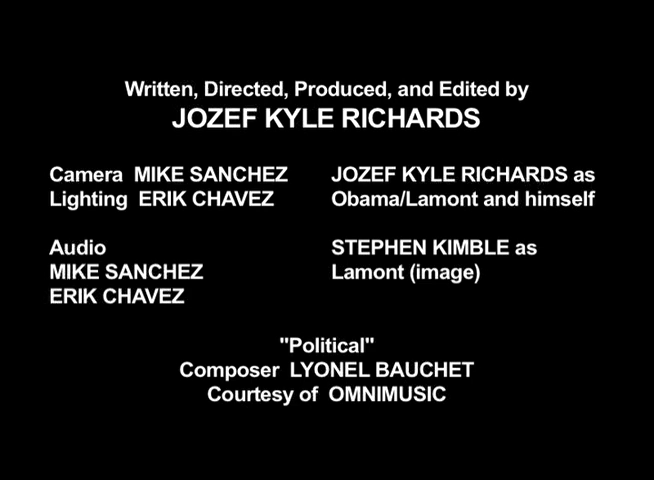 Written, Directed, Produced, and Edited by
JOZEF KYLE RICHARDS
Camera MIKE SANCHEZ
Lighting ERIK CHAVEZ
JOZEF KYLE RICHARDS as
Obama/Lamont and himself
Audio
MIKE SANCHEZ
ERIK CHAVEZ
STEPHEN KIMBLE as
Lamont (image)
"Political"
Composer LYONEL BAUCHET
Courtesy of OMNIMUSIC